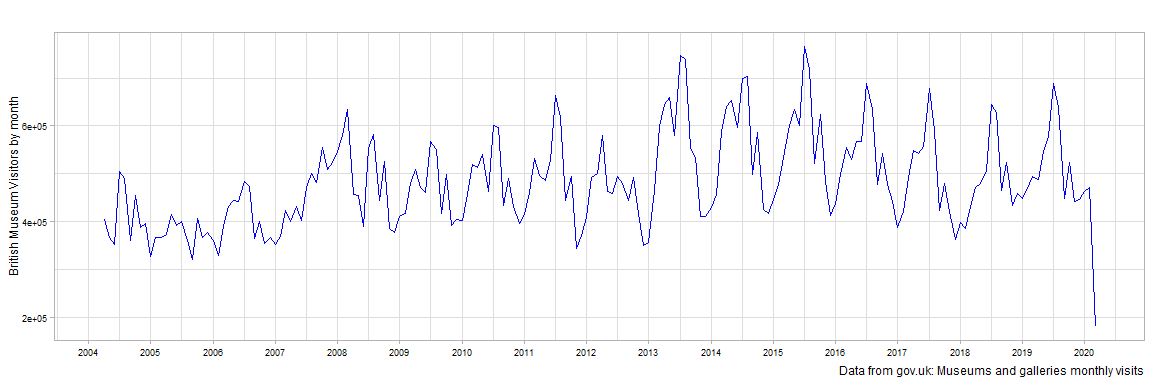 British Museum Visitors by month
6e+05
4e+05
2e+05
2004 2005 2006 2007 2008 2009 2010 2011 2012 2013 2014 2015 2016 2017 2018 2019 2020
Data from gov.uk: Museums and galleries monthly visits